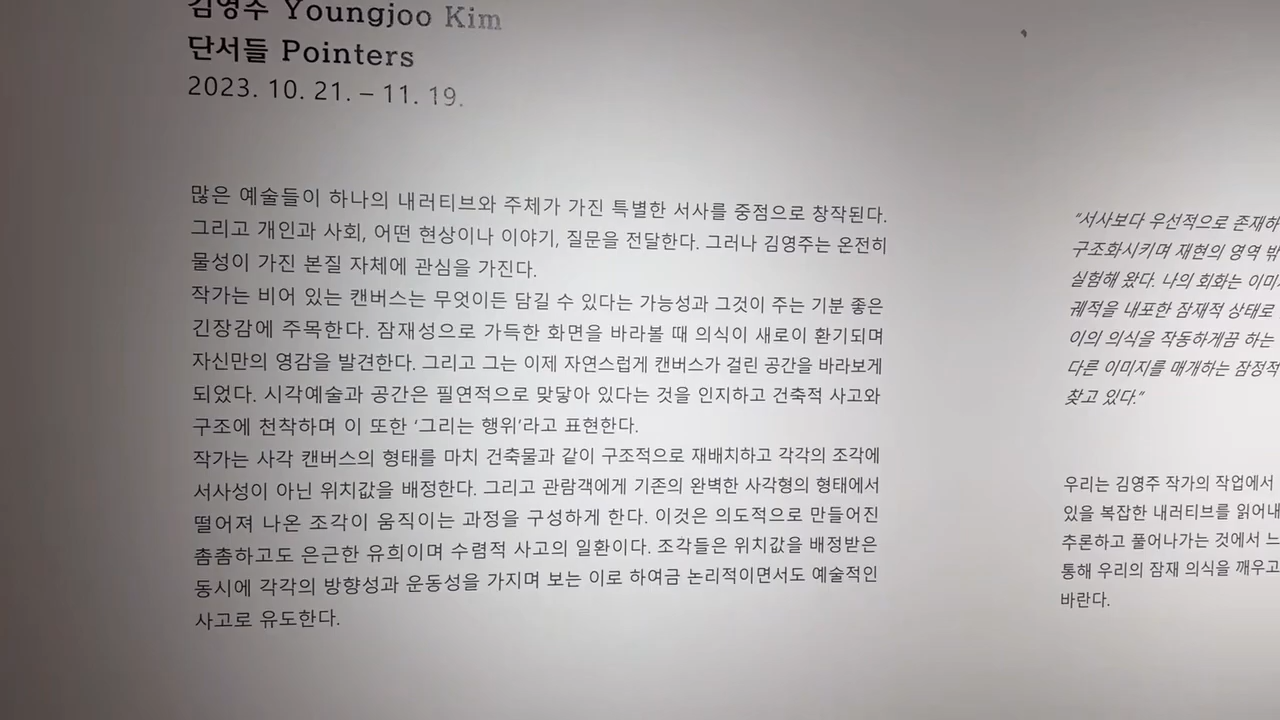 김영주 Youngjoo Kim
단서들 Pointers
2023. 10. 21. – 11. 19.
많은 예술들이 하나의 내러티브와 주체가 가진 특별한 서사를 중점으로 창작된다.
그리고 개인과 사회, 어떤 현상이나 이야기, 질문을 전달한다. 그러나 김영주는 온전히
물성이 가진 본질 자체에 관심을 가진다.
작가는 비어 있는 캔버스는 무엇이든 담길 수 있다는 가능성과 그것이 주는 기분 좋은
긴장감에 주목한다. 잠재성으로 가득한 화면을 바라볼 때 의식이 새로이 환기되며
자신만의 영감을 발견한다. 그리고 그는 이제 자연스럽게 캔버스가 걸린 공간을 바라보게
되었다. 시각예술과 공간은 필연적으로 맞닿아 있다는 것을 인지하고 건축적 사고와
구조에 천착하며 이 또한 ‘그리는 행위’라고 표현한다.
작가는 사각 캔버스의 형태를 마치 건축물과 같이 구조적으로 재배치하고 각각의 조각에
서사성이 아닌 위치값을 배정한다. 그리고 관람객에게 기존의 완벽한 사각형의 형태에서
떨어져 나온 조각이 움직이는 과정을 구성하게 한다. 이것은 의도적으로 만들어진
촘촘하고도 은근한 유희이며 수렴적 사고의 일환이다. 조각들은 위치값을 배정받은
동시에 각각의 방향성과 운동성을 가지며 보는 이로 하여금 논리적이면서도 예술적인
사고로 유도한다.
“서사보다 우선적으로 존재하
구조화시키며 재현의 영역 밖
실험해 왔다. 나의 회화는 이미
궤적을 내포한 잠재적 상태로
이의 의식을 작동하게끔 하는
다른 이미지를 매개하는 잠정적
찾고 있다.”
우리는 김영주 작가의 작업에서
있을 복잡한 내러티브를 읽어내
추론하고 풀어나가는 것에서 느
통해 우리의 잠재 의식을 깨우고
바란다.